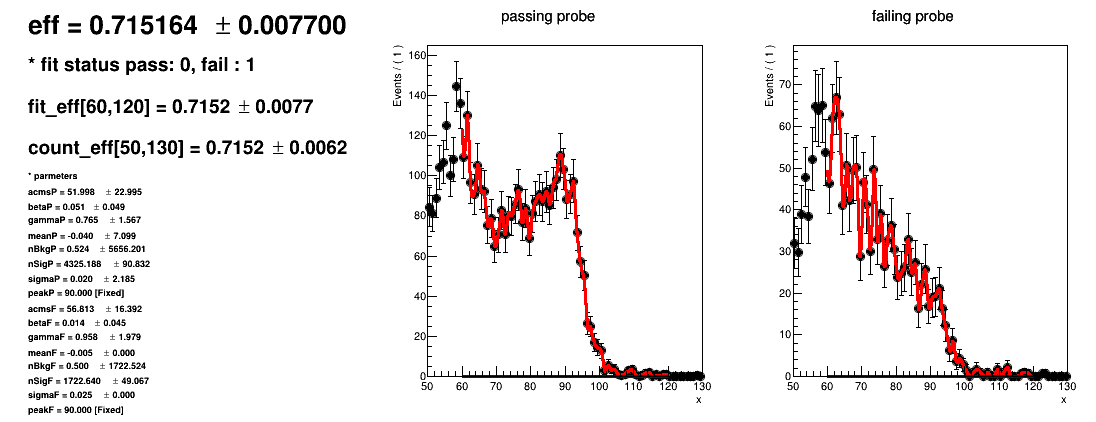 eff = 0.715164 ± 0.007700
* fit status pass: 0, fail : 1
fit_eff[60,120] = 0.7152 ± 0.0077
count_eff[50,130] = 0.7152 ± 0.0062
* parmeters
acmsP = 51.998 ± 22.995
betaP = 0.051 ± 0.049
gammaP = 0.765 ± 1.567
meanP = -0.040 ± 7.099
nBkgP = 0.524 ± 5656.201
nSigP = 4325.188 ± 90.832
sigmaP = 0.020 ± 2.185
peakP = 90.000 [Fixed]
acmsF = 56.813 ± 16.392
betaF = 0.014 ± 0.045
gammaF = 0.958 ± 1.979
meanF = -0.005 ± 0.000
nBkgF = 0.500 ± 1722.524
nSigF = 1722.640 ± 49.067
sigmaF = 0.025 ± 0.000
peakF = 90.000 [Fixed]
passing probe
Events / ( 1 )
160
140
120
100
80
60
40
20
0
50 60 70 80 90 100 110 120 130
x
failing probe
Events / ( 1 )
70
60
50
40
30
20
10
0
50 60 70 80 90 100 110 120 130
x